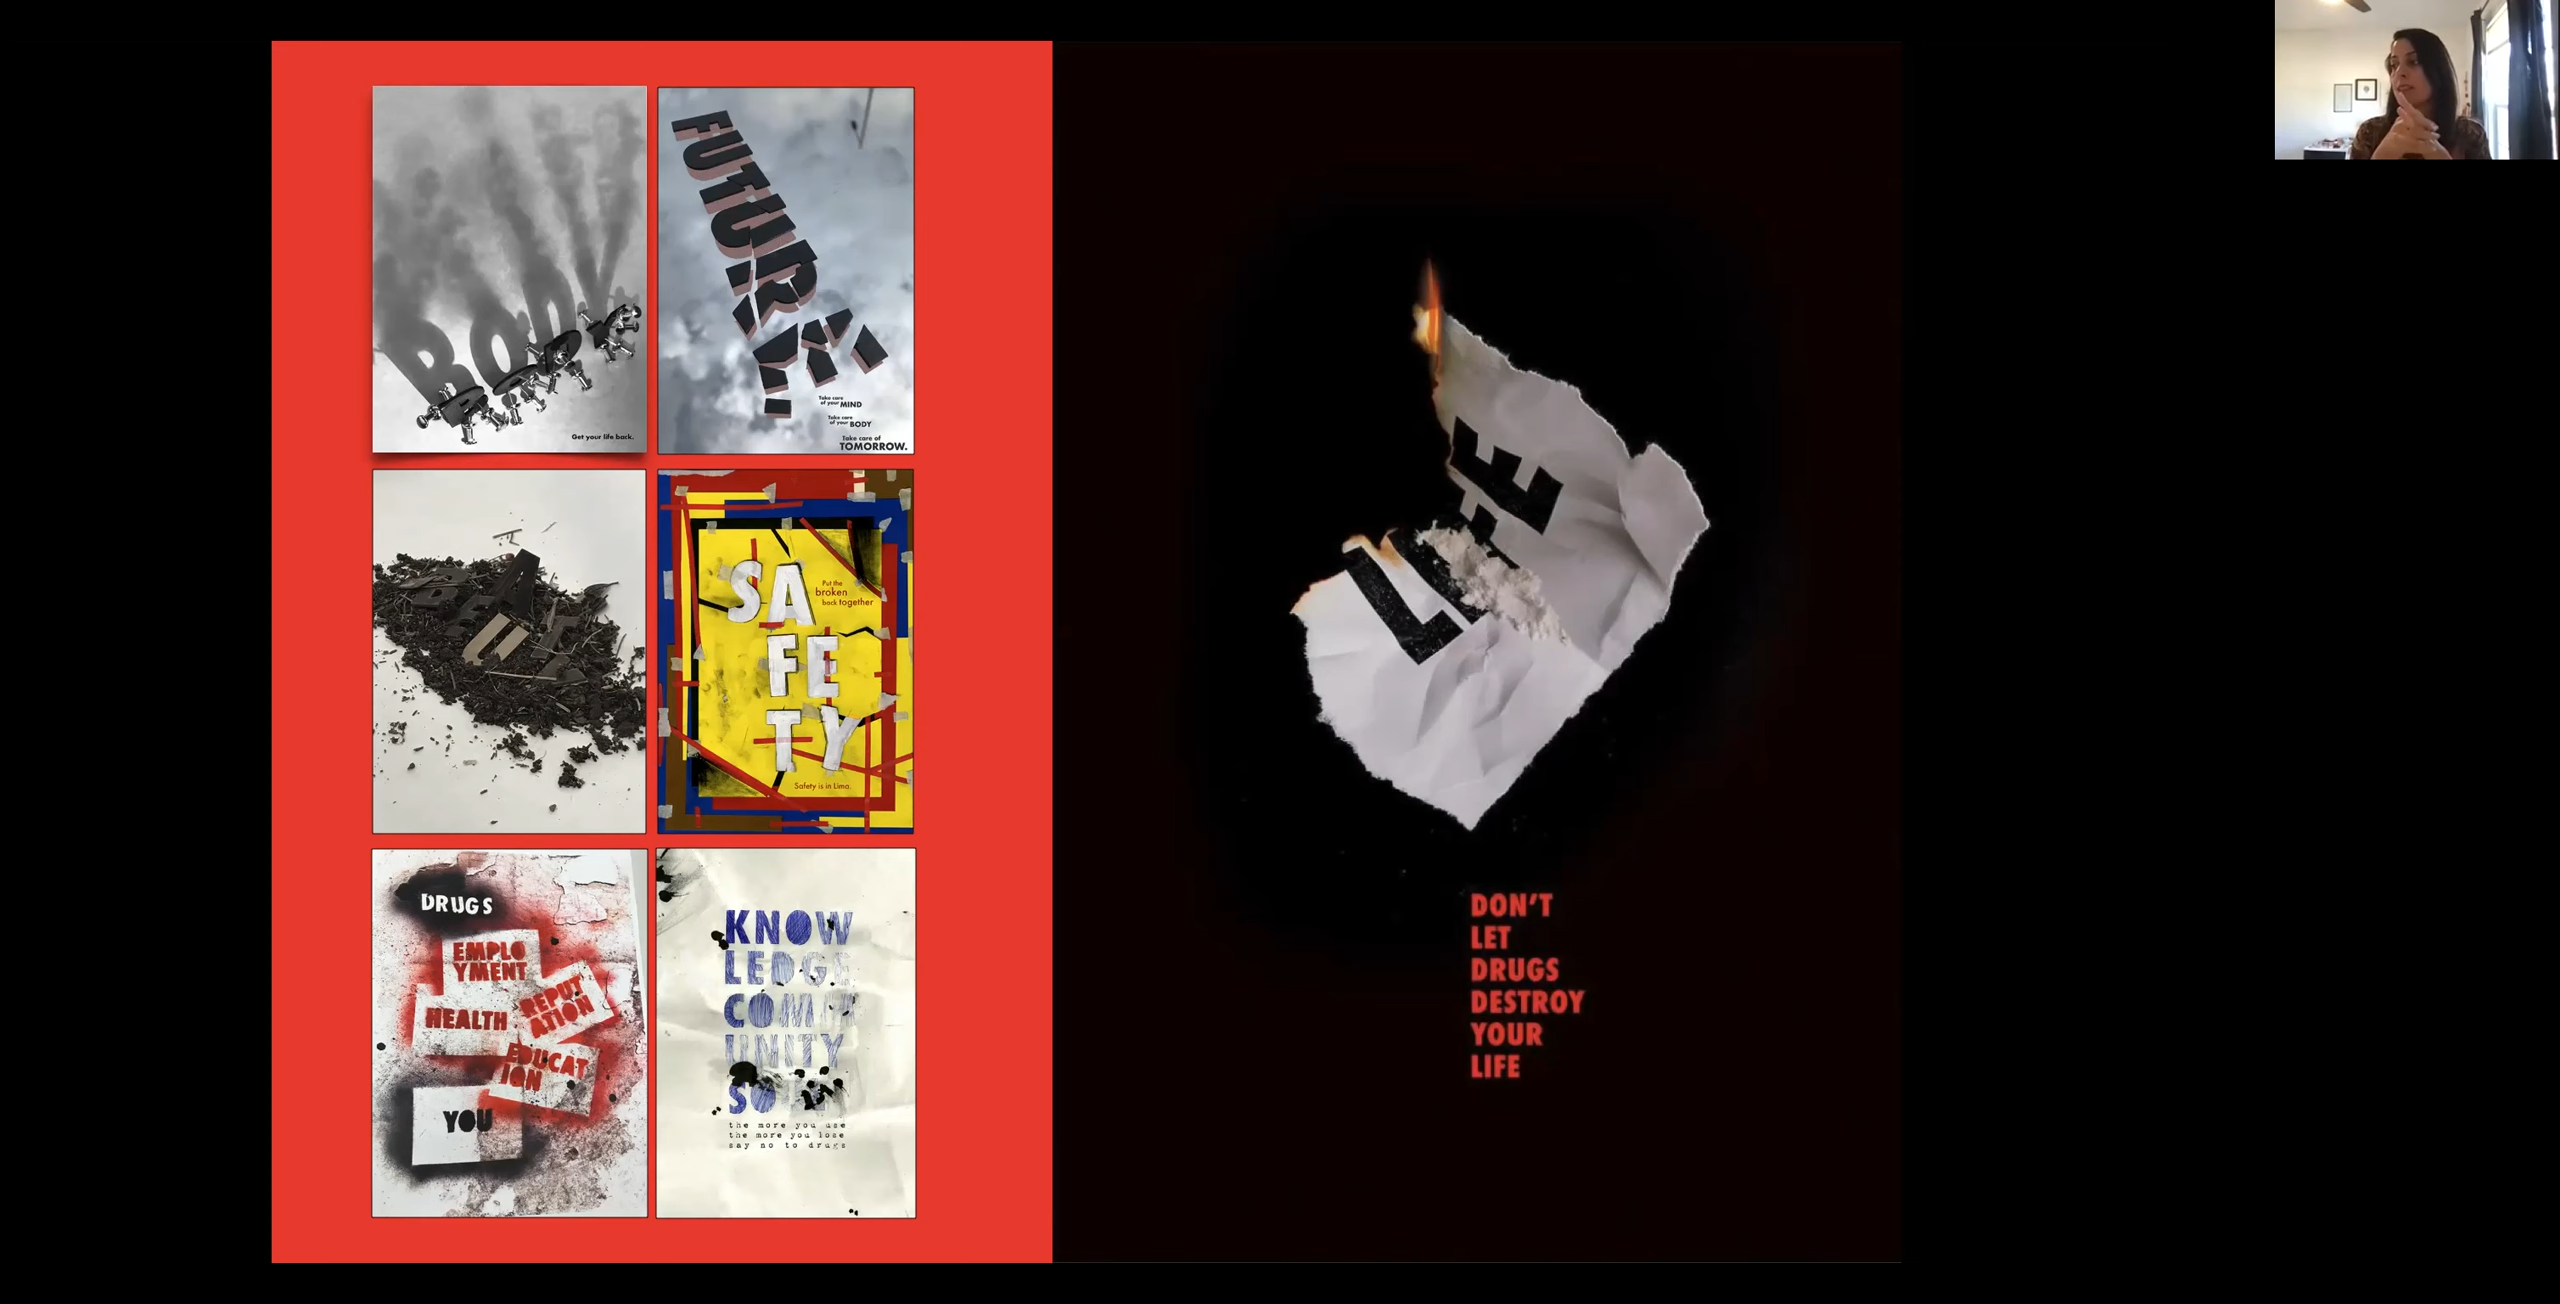 BODY
Get your life back.
FUTURE.
Take care
of your MIND
Take care
of your BODY
Take care of
TOMORROW.
SA
FE
TY
Put the
broken
back together
Safety is in Lima.
DRUGS
EMPLO
YMENT
REPUT
ATION
HEALTH
EDUCAT
ION
YOU
KNOW
LEDGE
COMM
UNITY
the more you use
the more you lose
say no to drugs
LIFE
DON'T
LET
DRUGS
DESTROY
YOUR
LIFE